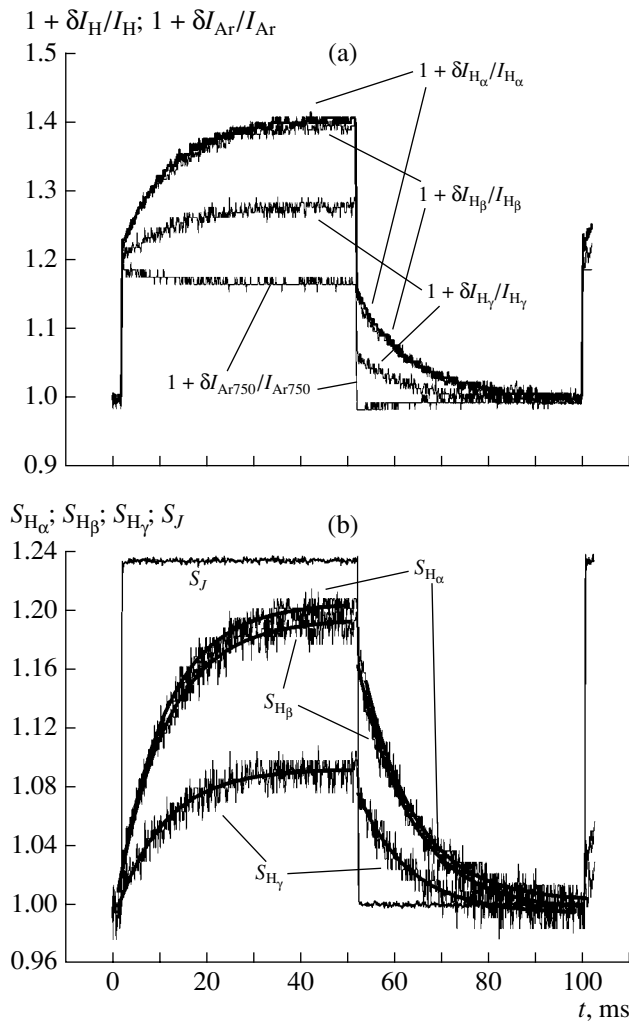 1 + δI_H/I_H; 1 + δI_Ar/I_Ar
(a)
1.5
1 + δI_Hα/I_Hα
1.4
1.3
1 + δI_Hβ/I_Hβ
1.2
1 + δI_Hγ/I_Hγ
1.1
1 + δI_Ar750/I_Ar750
1.0
0.9
S_Hα; S_Hβ; S_Hγ; S_J
(b)
1.24
S_J
S_Hα
1.20
1.16
S_Hβ
1.12
1.08
1.04
S_Hγ
1.00
0.96
0 20 40 60 80 100
t, ms